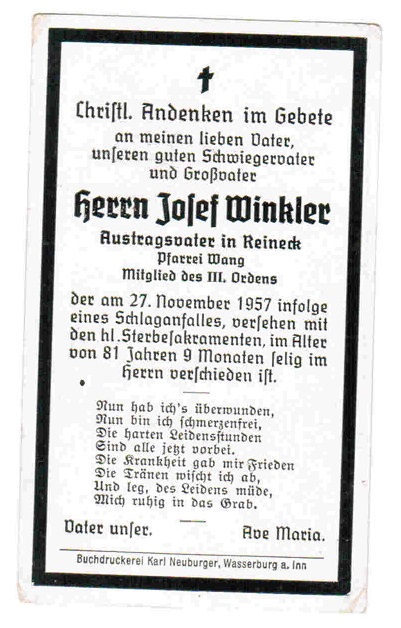 Christl. Andenken im Gebete
an meinen lieben Vater,
unseren guten Schwiegervater
und Großvater
Herrn Josef Winkler
Austragsvater in Reineck
Pfarrei Wang
Mitglied des III. Ordens
der am 27. November 1957 infolge
eines Schlaganfalles, versehen mit
den hl. Sterbesakramenten, im Alter
von 81 Jahren 9 Monaten selig im
Herrn verschieden ist.
Nun hab ich's überwunden,
Nun bin ich schmerzenfrei,
Die harten Leidensstunden
Sind alle jetzt vorbei.
Die Krankheit gab mir Frieden
Die Tränen wischt ich ab,
Und leg, des Leidens müde,
Mich ruhig in das Grab.
Vater unser. Ave Maria.
Buchdruckerei Karl Neuburger, Wasserburg a. Inn